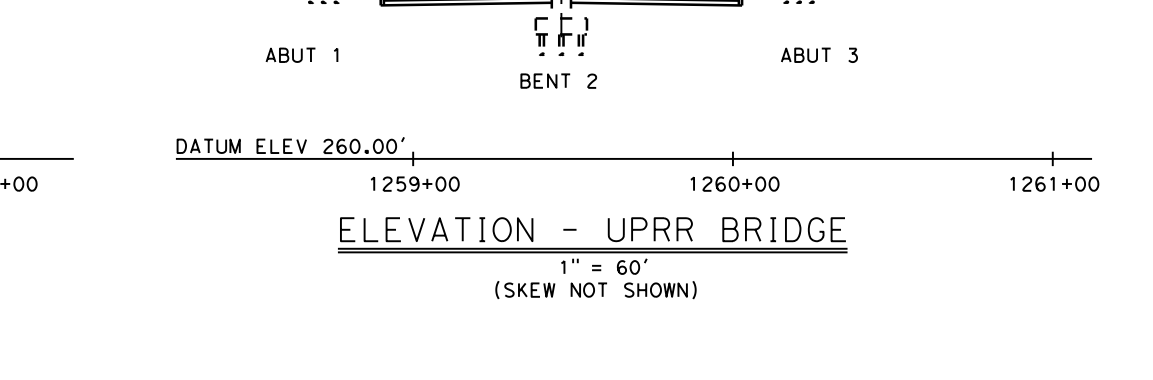 ABUT 1
ABUT 3
BENT 2
DATUM ELEV 260.00'
+00
1259+00
1260+00
1261+00
ELEVATION - UPRR BRIDGE
1" = 60'
(SKEW NOT SHOWN)